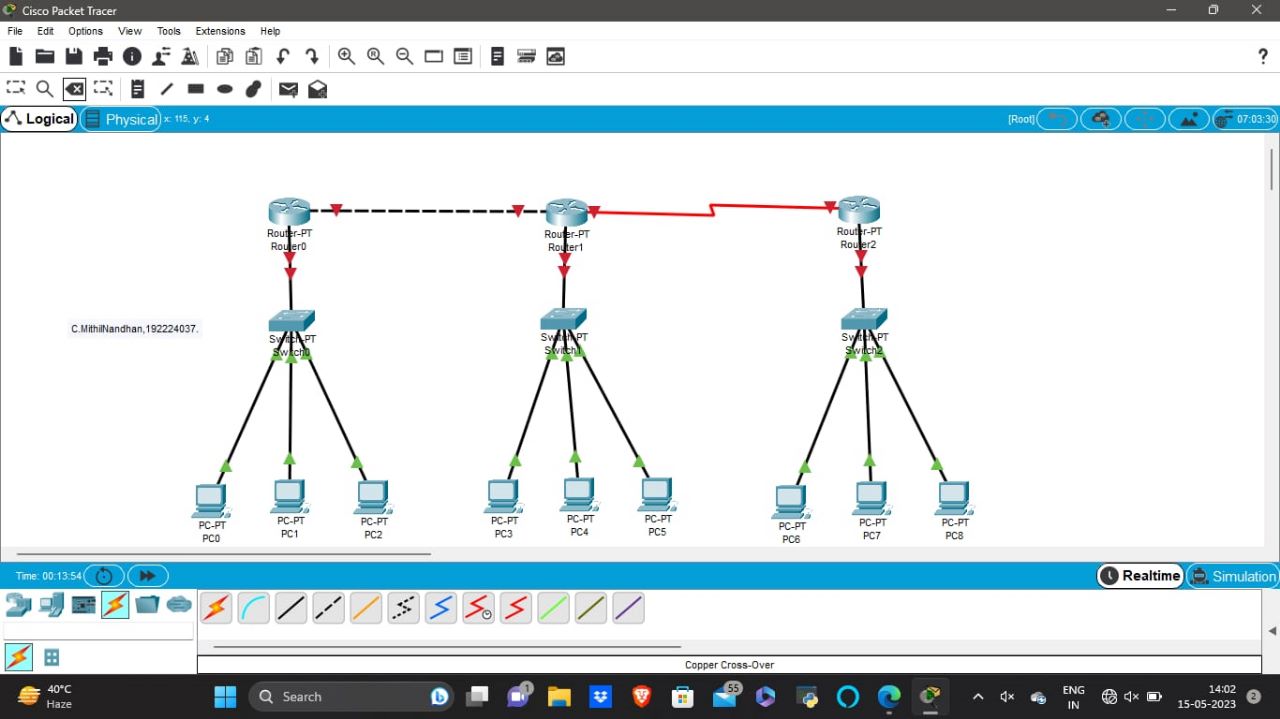 Cisco Packet Tracer
File Edit Options View Tools Extensions Help
?
Logical Physical x: 115, y: 4 [Root] 07:03:30
Router-PT
Router0
Router-PT
Router1
Router-PT
Router2
C.MithilNandhan,192224037.
Switch-PT
Switch0
Switch-PT
Switch1
Switch-PT
Switch2
PC-PT
PC0
PC-PT
PC1
PC-PT
PC2
PC-PT
PC3
PC-PT
PC4
PC-PT
PC5
PC-PT
PC6
PC-PT
PC7
PC-PT
PC8
Time: 00:13:54 Realtime Simulation
Copper Cross-Over
40°C
Haze
Search
1
55
ENG
IN
14:02
15-05-2023
2